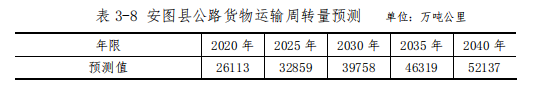 表 3-8 安图县公路货物运输周转量预测 单位：万吨公里
年限 2020 年 2025 年 2030 年 2035 年 2040 年
预测值 26113 32859 39758 46319 52137